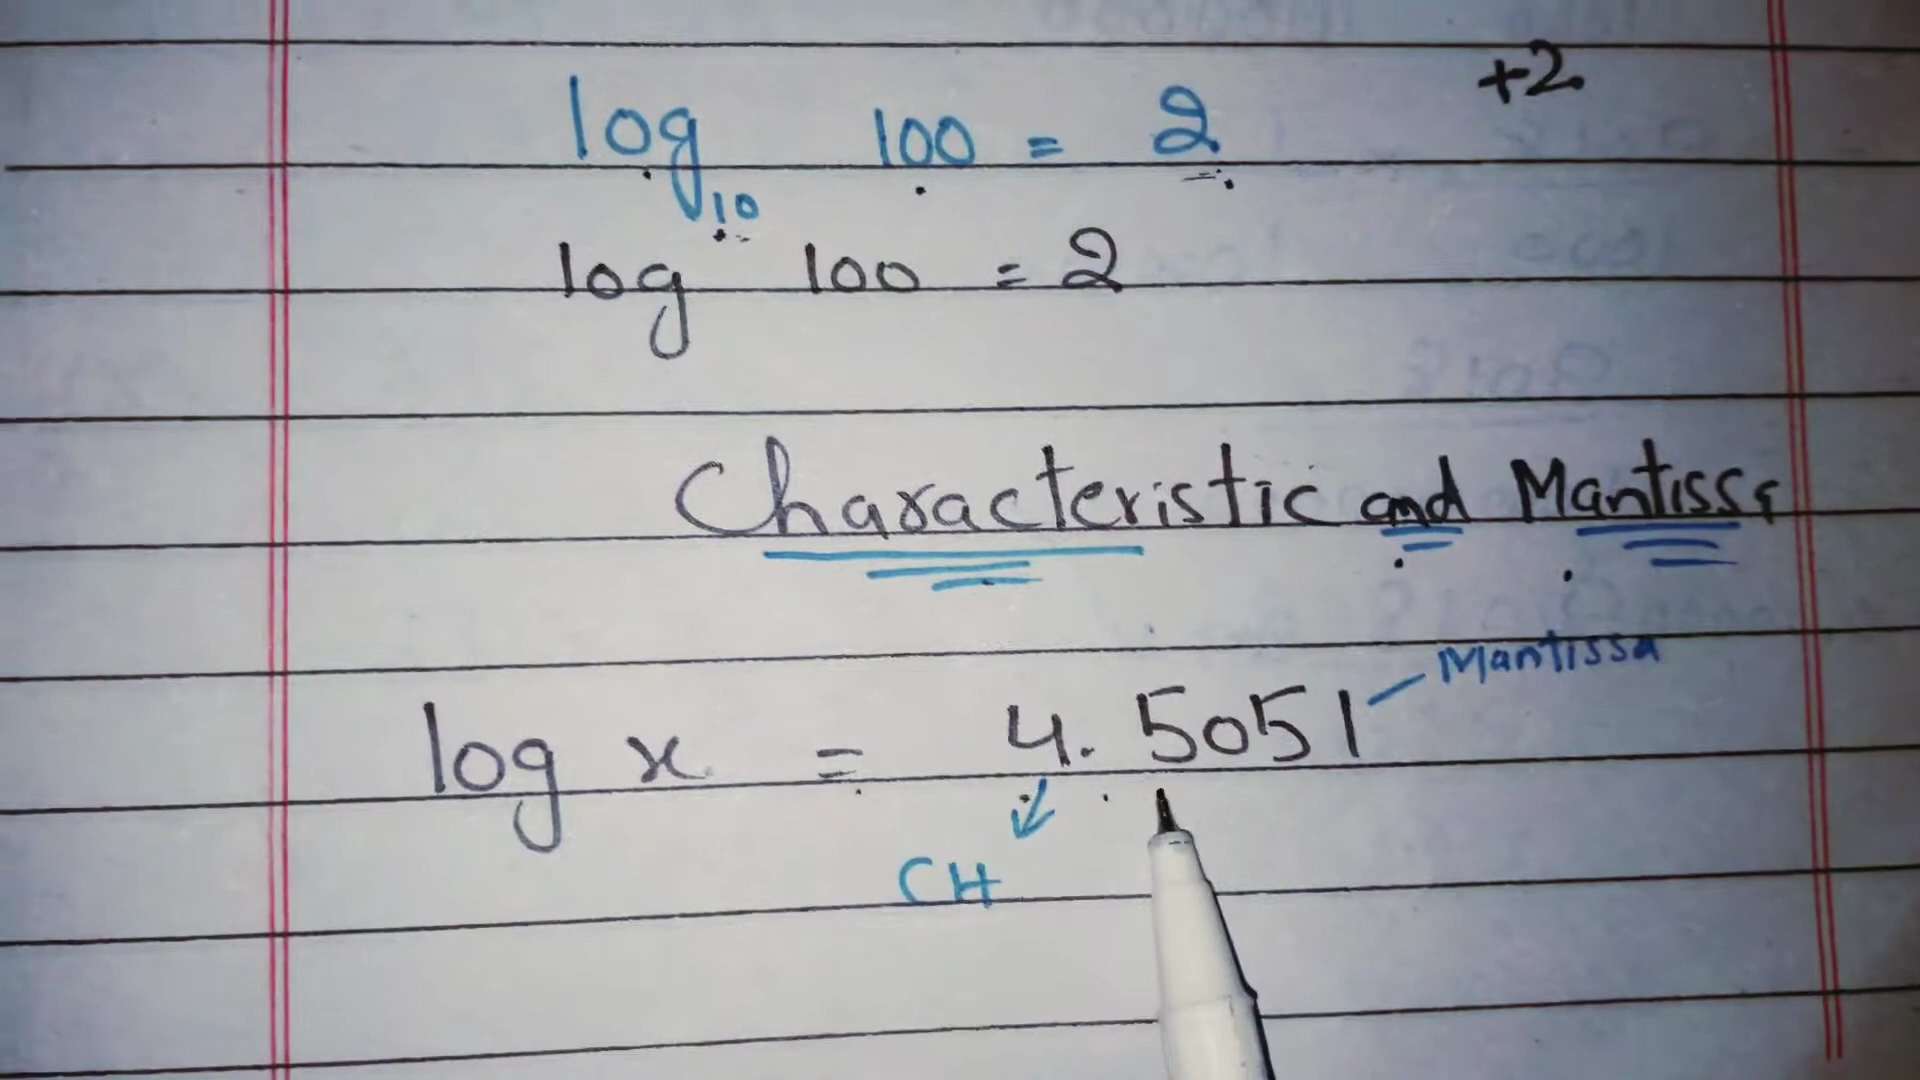 +2
log₁₀ 100 = 2
log 100 = 2
Characteristic and Mantissa
Mantissa
log x = 4.5051
CH